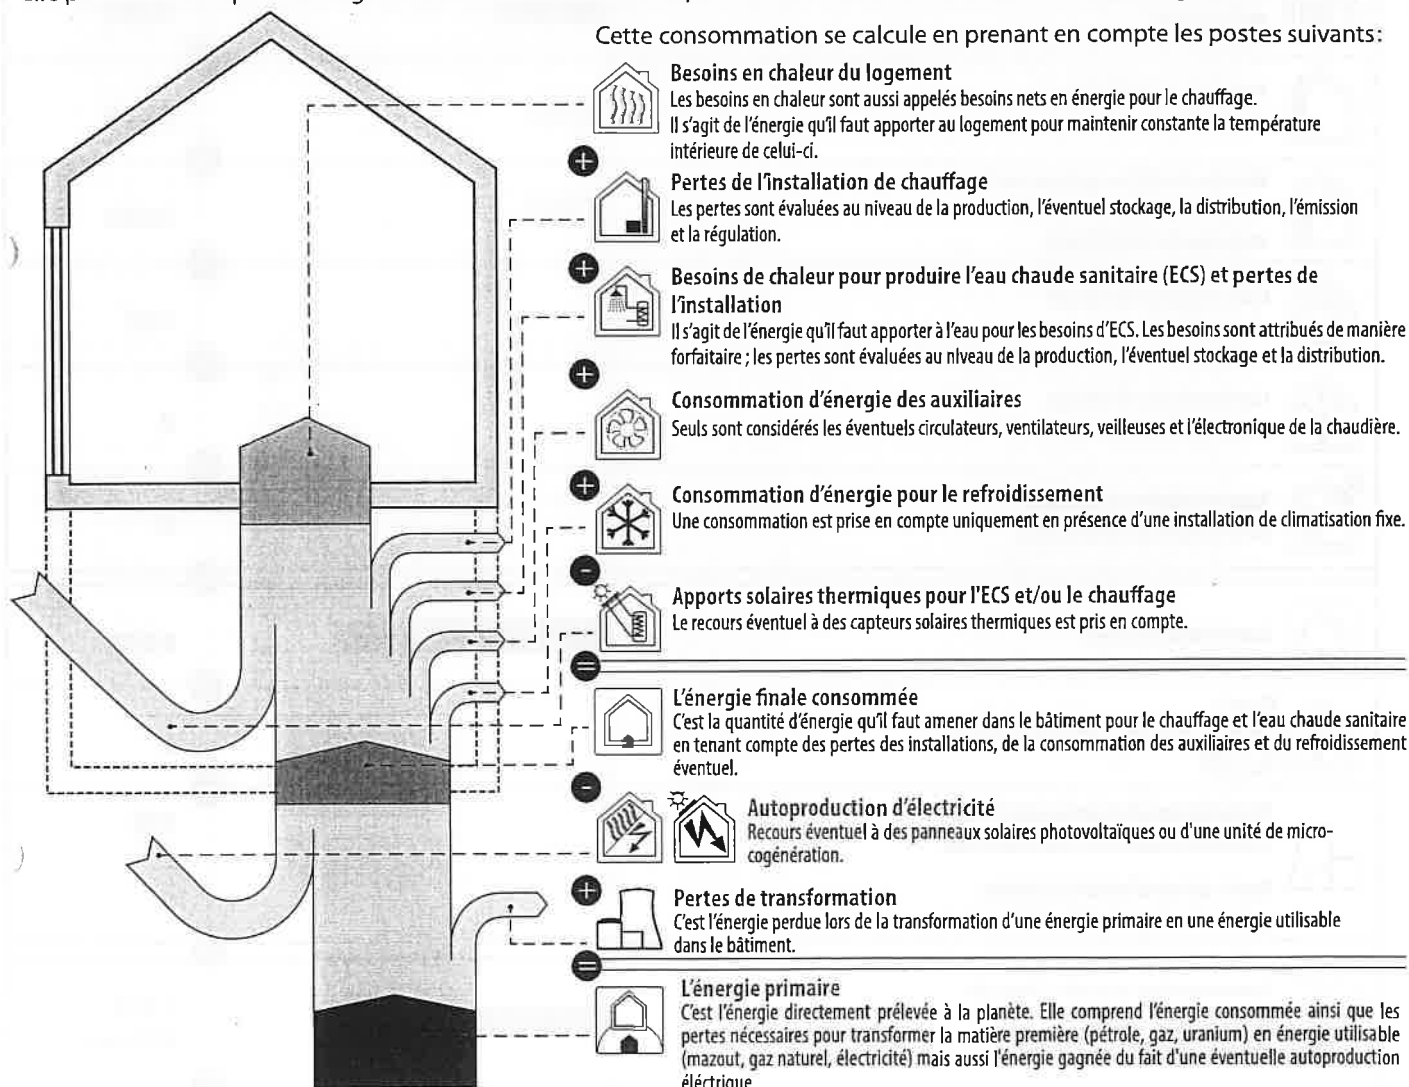 Cette consommation se calcule en prenant en compte les postes suivants:
Besoins en chaleur du logement
Les besoins en chaleur sont aussi appelés besoins nets en énergie pour le chauffage.
Il s'agit de l'énergie qu'il faut apporter au logement pour maintenir constante la température
intérieure de celui-ci.
+
Pertes de l'installation de chauffage
Les pertes sont évaluées au niveau de la production, l'éventuel stockage, la distribution, l'émission
et la régulation.
+
Besoins de chaleur pour produire l'eau chaude sanitaire (ECS) et pertes de
l'installation
Il s'agit de l'énergie qu'il faut apporter à l'eau pour les besoins d'ECS. Les besoins sont attribués de manière
forfaitaire ; les pertes sont évaluées au niveau de la production, l'éventuel stockage et la distribution.
+
Consommation d'énergie des auxiliaires
Seuls sont considérés les éventuels circulateurs, ventilateurs, veilleuses et l'électronique de la chaudière.
+
Consommation d'énergie pour le refroidissement
Une consommation est prise en compte uniquement en présence d'une installation de climatisation fixe.
-
Apports solaires thermiques pour l'ECS et/ou le chauffage
Le recours éventuel à des capteurs solaires thermiques est pris en compte.
=
L'énergie finale consommée
C'est la quantité d'énergie qu'il faut amener dans le bâtiment pour le chauffage et l'eau chaude sanitaire
en tenant compte des pertes des installations, de la consommation des auxiliaires et du refroidissement
éventuel.
-
Autoproduction d'électricité
Recours éventuel à des panneaux solaires photovoltaïques ou d'une unité de micro-
cogénération.
+
Pertes de transformation
C'est l'énergie perdue lors de la transformation d'une énergie primaire en une énergie utilisable
dans le bâtiment.
=
L'énergie primaire
C'est l'énergie directement prélevée à la planète. Elle comprend l'énergie consommée ainsi que les
pertes nécessaires pour transformer la matière première (pétrole, gaz, uranium) en énergie utilisable
(mazout, gaz naturel, électricité) mais aussi l'énergie gagnée du fait d'une éventuelle autoproduction
éléctrique